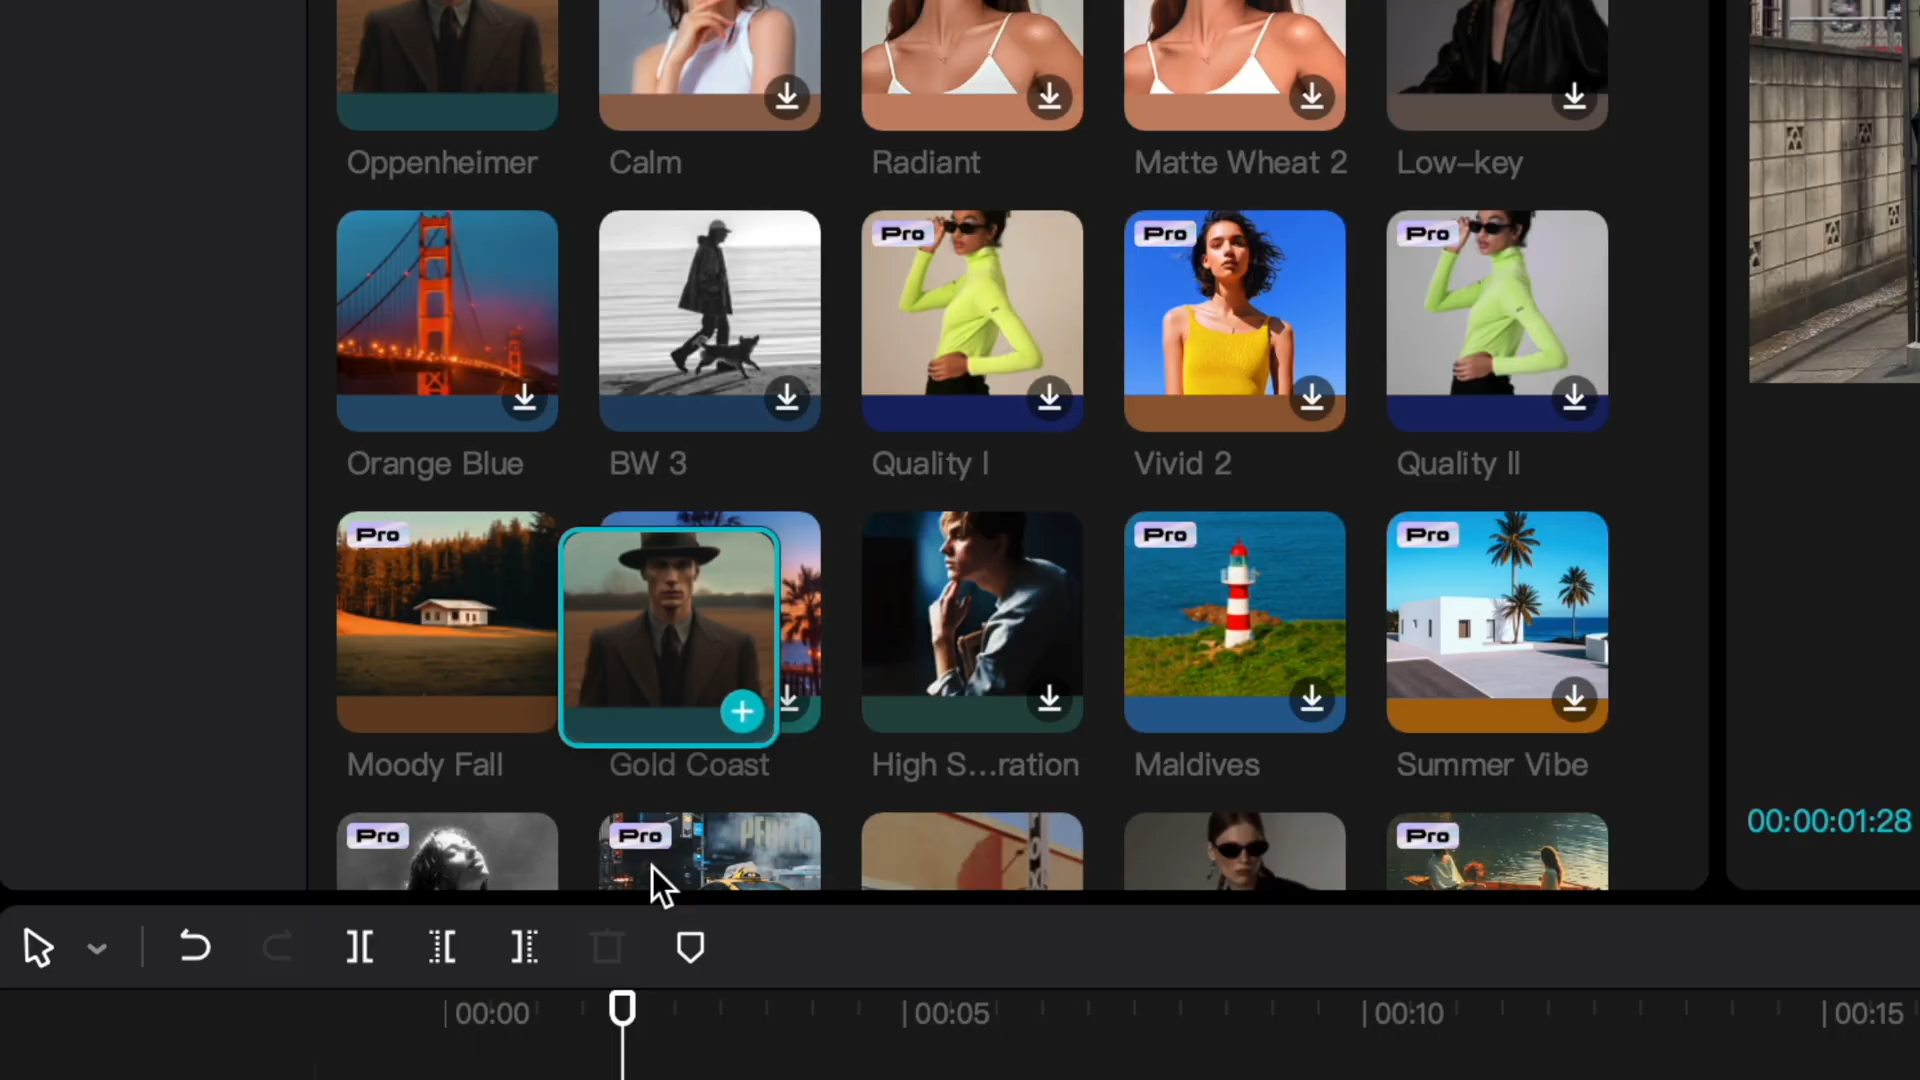 Oppenheimer
Calm
Radiant
Matte Wheat 2
Low-key
Pro
Pro
Pro
Orange Blue
BW 3
Quality I
Vivid 2
Quality II
Pro
Pro
Pro
Moody Fall
Gold Coast
High S...ration
Maldives
Summer Vibe
00:00:01:28
Pro
Pro
Pro
00:00
00:05
00:10
00:15